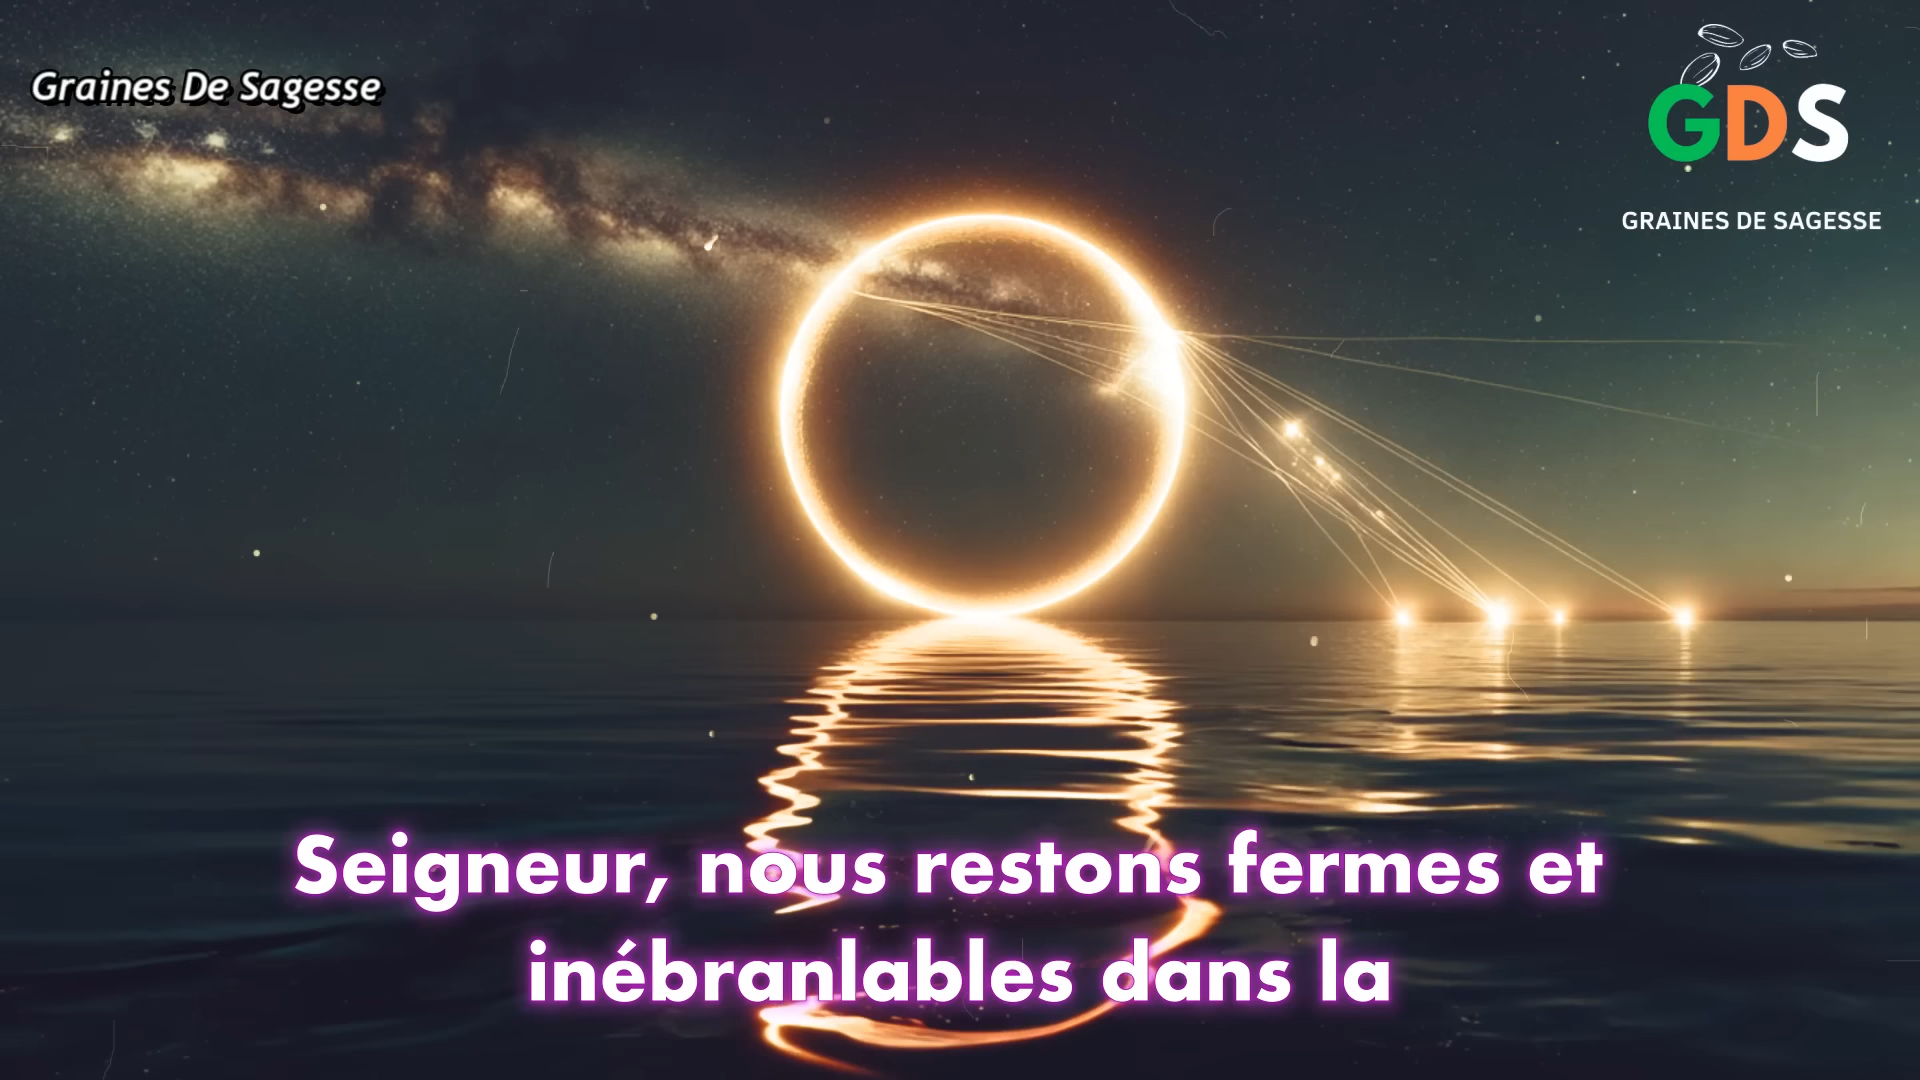 Graines De Sagesse
GDS
GRAINES DE SAGESSE
Seigneur, nous restons fermes et
inébranlables dans la